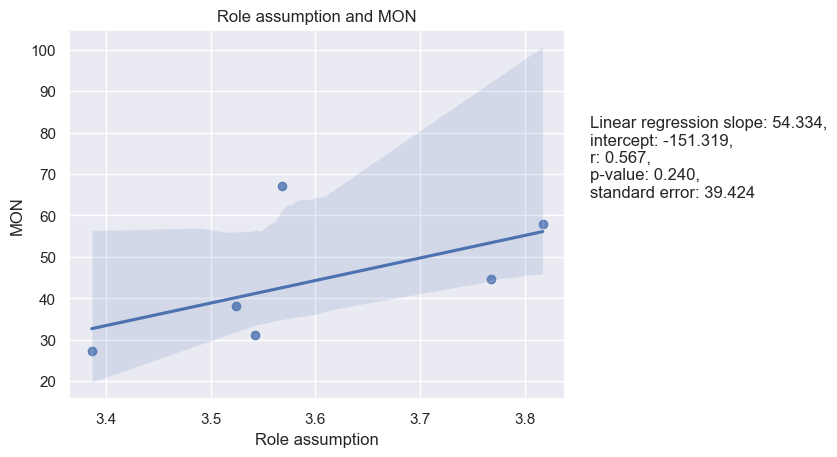 Role assumption and MON
100
90
80
70
60
50
40
30
20
MON
3.4
3.5
3.6
3.7
3.8
Role assumption
Linear regression slope: 54.334,
intercept: -151.319,
r: 0.567,
p-value: 0.240,
standard error: 39.424